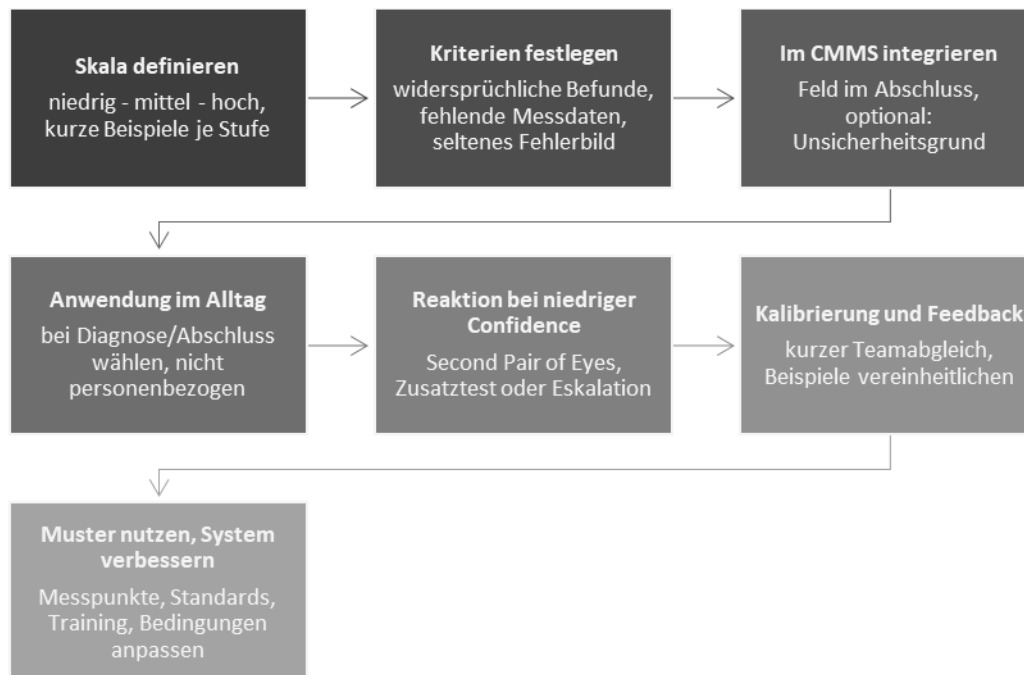 Skala definieren
niedrig - mittel - hoch,
kurze Beispiele je Stufe
Kriterien festlegen
widersprüchliche Befunde,
fehlende Messdaten,
seltenes Fehlerbild
Im CMMS integrieren
Feld im Abschluss,
optional:
Unsicherheitsgrund
Anwendung im Alltag
bei Diagnose/Abschluss
wählen, nicht
personenbezogen
Reaktion bei niedriger
Confidence
Second Pair of Eyes,
Zusatztest oder Eskalation
Kalibrierung und Feedback
kurzer Teamabgleich,
Beispiele vereinheitlichen
Muster nutzen, System
verbessern
Messpunkte, Standards,
Training, Bedingungen
anpassen